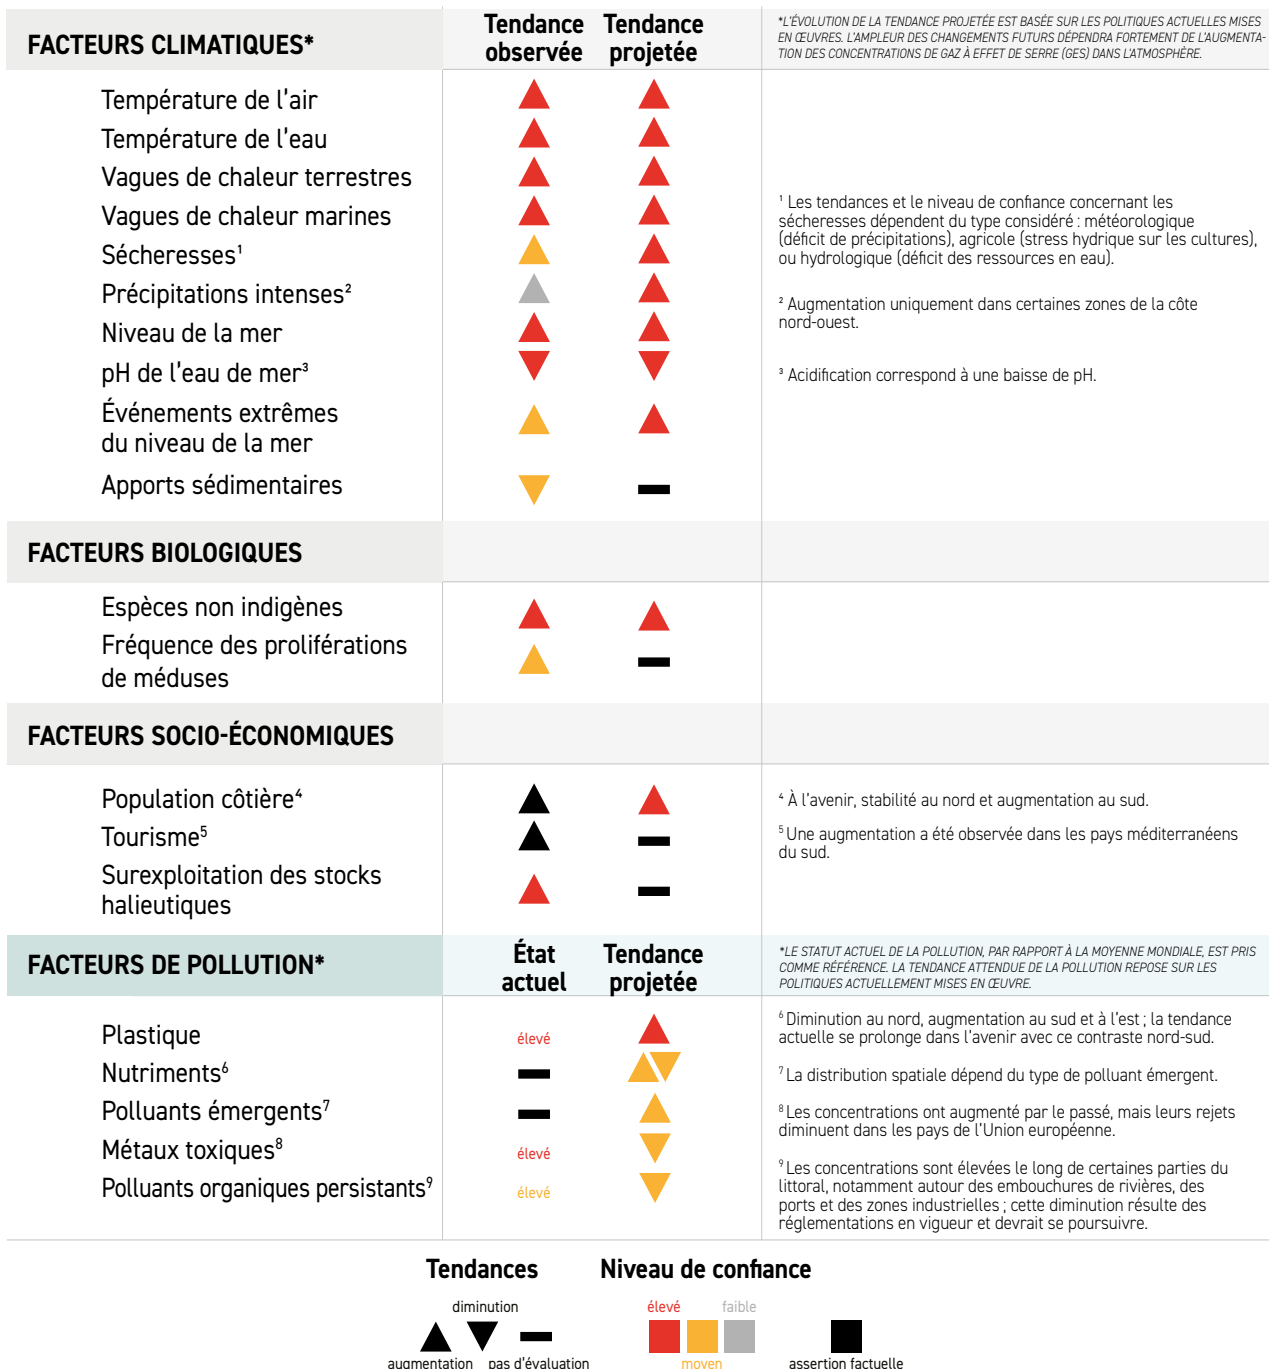 FACTEURS CLIMATIQUES*
Tendance
observée
Tendance
projetée
*L'ÉVOLUTION DE LA TENDANCE PROJETÉE EST BASÉE SUR LES POLITIQUES ACTUELLES MISES
EN ŒUVRES. L'AMPLEUR DES CHANGEMENTS FUTURS DÉPENDRA FORTEMENT DE L'AUGMENTA-
TION DES CONCENTRATIONS DE GAZ À EFFET DE SERRE (GES) DANS L'ATMOSPHÈRE.
Température de l'air
Température de l'eau
Vagues de chaleur terrestres
Vagues de chaleur marines
Sécheresses¹
Précipitations intenses²
Niveau de la mer
pH de l'eau de mer³
Événements extrêmes
du niveau de la mer
Apports sédimentaires
¹ Les tendances et le niveau de confiance concernant les
sécheresses dépendent du type considéré : météorologique
(déficit de précipitations), agricole (stress hydrique sur les cultures),
ou hydrologique (déficit des ressources en eau).
² Augmentation uniquement dans certaines zones de la côte
nord-ouest.
³ Acidification correspond à une baisse de pH.
FACTEURS BIOLOGIQUES
Espèces non indigènes
Fréquence des proliférations
de méduses
FACTEURS SOCIO-ÉCONOMIQUES
Population côtière⁴
Tourisme⁵
Surexploitation des stocks
halieutiques
⁴ À l'avenir, stabilité au nord et augmentation au sud.
⁵ Une augmentation a été observée dans les pays méditerranéens
du sud.
FACTEURS DE POLLUTION*
État
actuel
Tendance
projetée
*LE STATUT ACTUEL DE LA POLLUTION, PAR RAPPORT À LA MOYENNE MONDIALE, EST PRIS
COMME RÉFÉRENCE. LA TENDANCE ATTENDUE DE LA POLLUTION REPOSE SUR LES
POLITIQUES ACTUELLEMENT MISES EN ŒUVRE.
Plastique
élevé
Nutriments⁶
Polluants émergents⁷
Métaux toxiques⁸
élevé
Polluants organiques persistants⁹
élevé
⁶ Diminution au nord, augmentation au sud et à l'est ; la tendance
actuelle se prolonge dans l'avenir avec ce contraste nord-sud.
⁷ La distribution spatiale dépend du type de polluant émergent.
⁸ Les concentrations ont augmenté par le passé, mais leurs rejets
diminuent dans les pays de l'Union européenne.
⁹ Les concentrations sont élevées le long de certaines parties du
littoral, notamment autour des embouchures de rivières, des
ports et des zones industrielles ; cette diminution résulte des
réglementations en vigueur et devrait se poursuivre.
Tendances
Niveau de confiance
diminution
élevé
faible
augmentation
pas d'évaluation
moyen
assertion factuelle